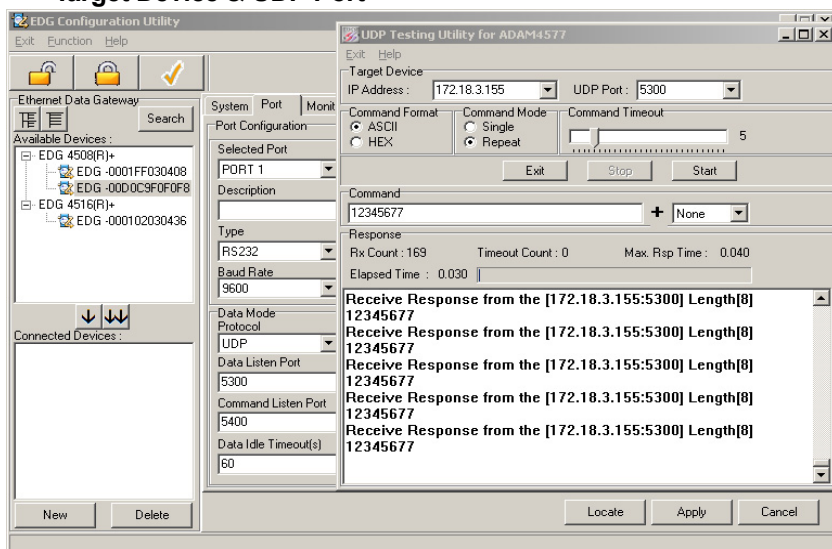 Target Device & UDP Port
EDG Configuration Utility
Exit Function Help
Ethernet Data Gateway
Search
Available Devices :
EDG 4508(R)+
EDG -0001FF030408
EDG -00D0C9F0F0F8
EDG 4516(R)+
EDG -000102030436
Connected Devices :
New
Delete
System Port Monit
Port Configuration
Selected Port
PORT 1
Description
Type
RS232
Baud Rate
9600
Data Mode
Protocol
UDP
Data Listen Port
5300
Command Listen Port
5400
Data Idle Timeout(s)
60
UDP Testing Utility for ADAM4577
Exit Help
Target Device
IP Address : 172.18.3.155 UDP Port : 5300
Command Format Command Mode Command Timeout
ASCII Single
HEX Repeat
5
Exit Stop Start
Command
12345677 + None
Response
Rx Count : 169 Timeout Count : 0 Max. Rsp Time : 0.040
Elapsed Time : 0.030
Receive Response from the [172.18.3.155:5300] Length[8]
12345677
Receive Response from the [172.18.3.155:5300] Length[8]
12345677
Receive Response from the [172.18.3.155:5300] Length[8]
12345677
Receive Response from the [172.18.3.155:5300] Length[8]
12345677
Receive Response from the [172.18.3.155:5300] Length[8]
12345677
Locate Apply Cancel